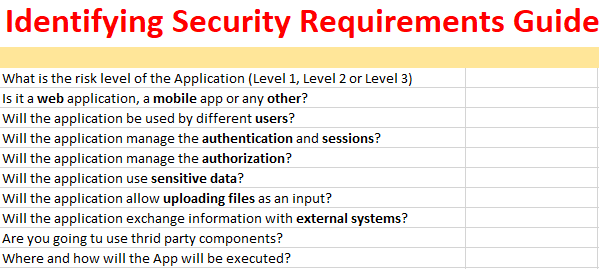 Identifying Security Requirements Guide
What is the risk level of the Application (Level 1, Level 2 or Level 3)
Is it a web application, a mobile app or any other?
Will the application be used by different users?
Will the application manage the authentication and sessions?
Will the application manage the authorization?
Will the application use sensitive data?
Will the application allow uploading files as an input?
Will the application exchange information with external systems?
Are you going tu use thrid party components?
Where and how will the App will be executed?